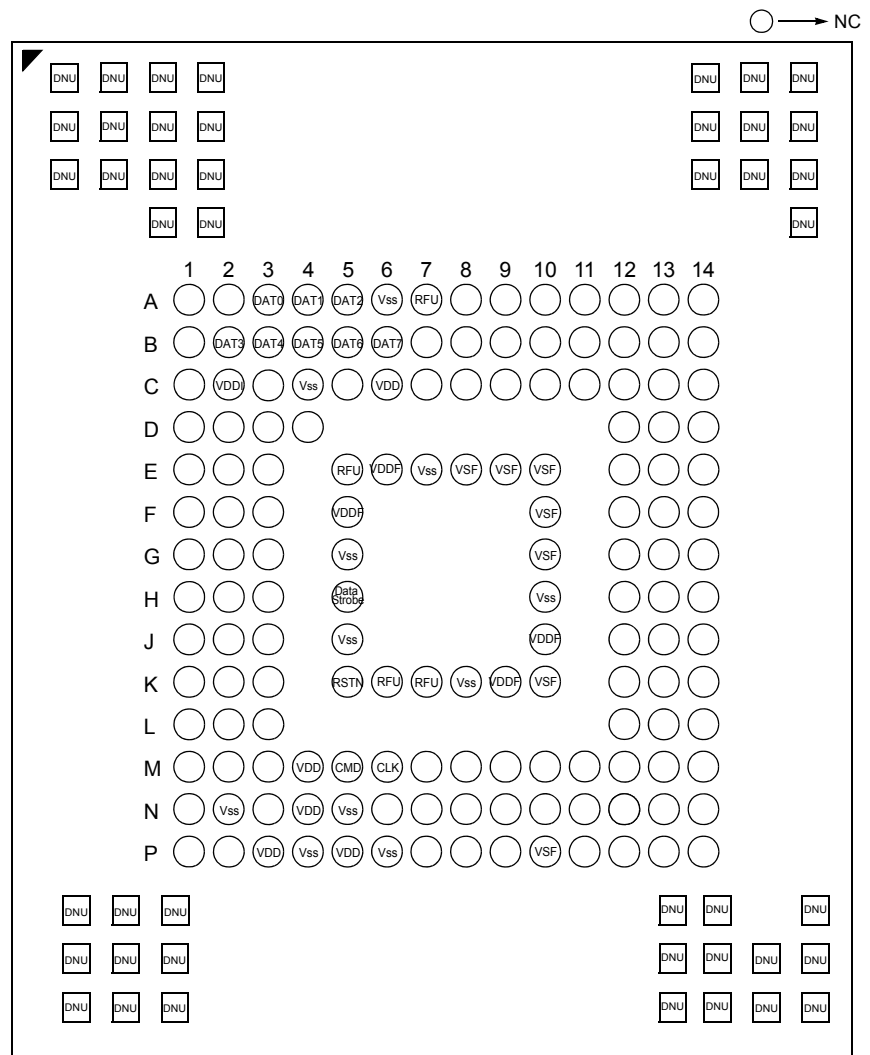 NC
DNU DNU DNU DNU DNU DNU DNU
DNU DNU DNU DNU DNU DNU DNU
DNU DNU DNU DNU DNU DNU DNU
DNU DNU DNU
1 2 3 4 5 6 7 8 9 10 11 12 13 14
A DAT0 DAT1 DAT2 Vss RFU
B DAT3 DAT4 DAT5 DAT6 DAT7
C VDDI Vss VDD
D
E RFU VDDF Vss VSF VSF VSF
F VDDF VSF
G Vss VSF
H Data Strobe Vss
J Vss VDDF
K RSTN RFU RFU Vss VDDF VSF
L
M VDD CMD CLK
N Vss VDD Vss
P VDD Vss VDD Vss VSF
DNU DNU DNU DNU DNU DNU
DNU DNU DNU DNU DNU DNU DNU
DNU DNU DNU DNU DNU DNU DNU